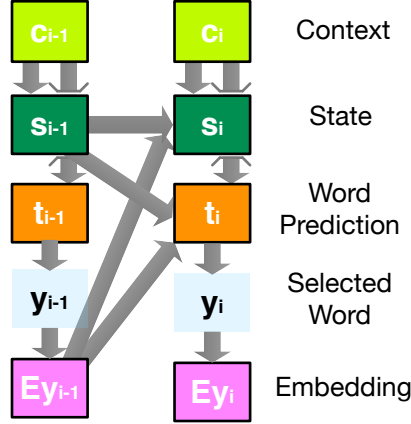 ci-1 ci Context
si-1 si State
ti-1 ti Word
Prediction
yi-1 yi Selected
Word
Eyi-1 Eyi Embedding